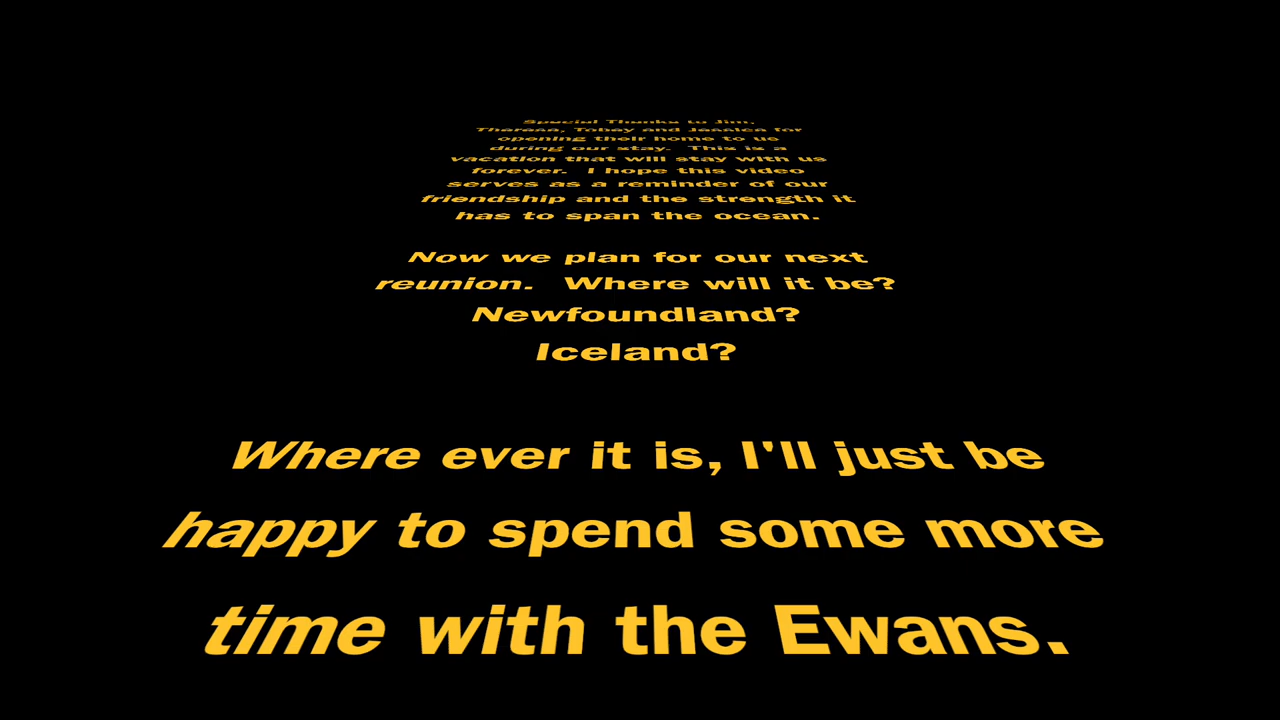 Special Thanks to Jim,
Tobey and Jessica for
opening their home to us
during our stay.  This is a
vacation that will stay with us
forever.  I hope this video
serves as a reminder of our
friendship and the strength it
has to span the ocean.
Now we plan for our next
reunion.  Where will it be?
Newfoundland?
Iceland?
Where ever it is, I'll just be
happy to spend some more
time with the Ewans.